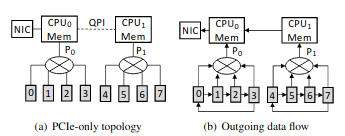 NIC
CPU0
Mem
QPI
CPU1
Mem
P0
P1
0 1 2 3
4 5 6 7
(a) PCIe-only topology
NIC
CPU0
Mem
CPU1
Mem
P0
P1
0 1 2 3
4 5 6 7
(b) Outgoing data flow